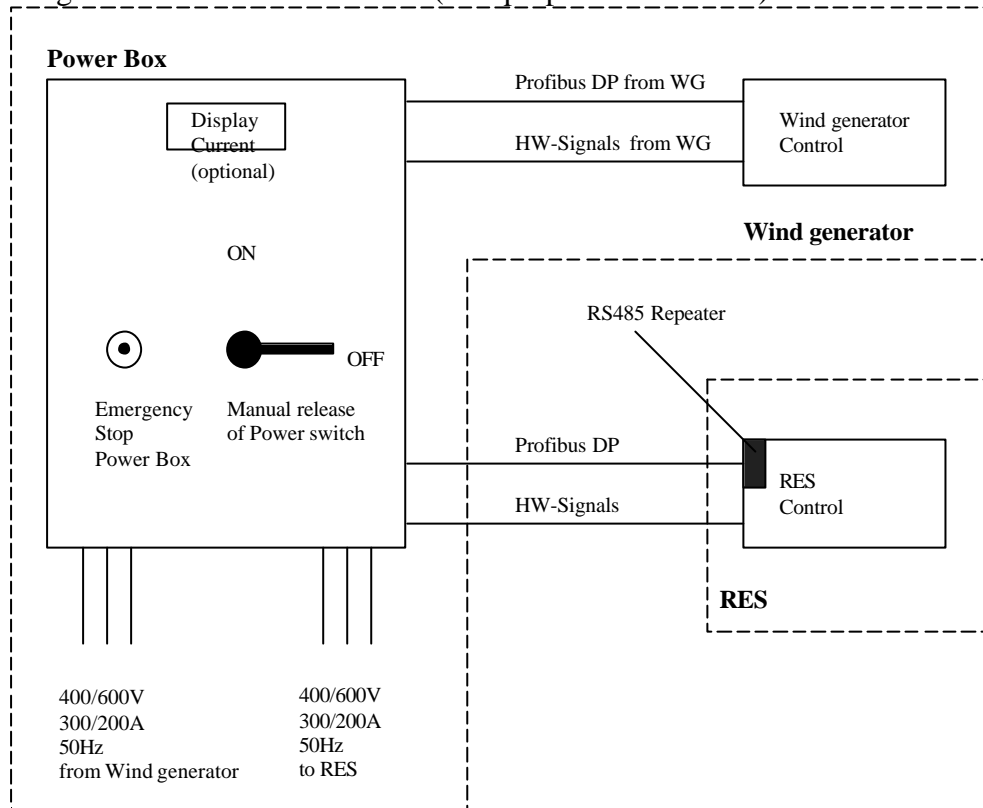 Power Box
Display
Current
(optional)
ON
OFF
Emergency
Stop
Power Box
Manual release
of Power switch
Profibus DP from WG
HW-Signals from WG
Wind generator
Control
Wind generator
RS485 Repeater
Profibus DP
HW-Signals
RES
Control
RES
400/600V
300/200A
50Hz
from Wind generator
400/600V
300/200A
50Hz
to RES